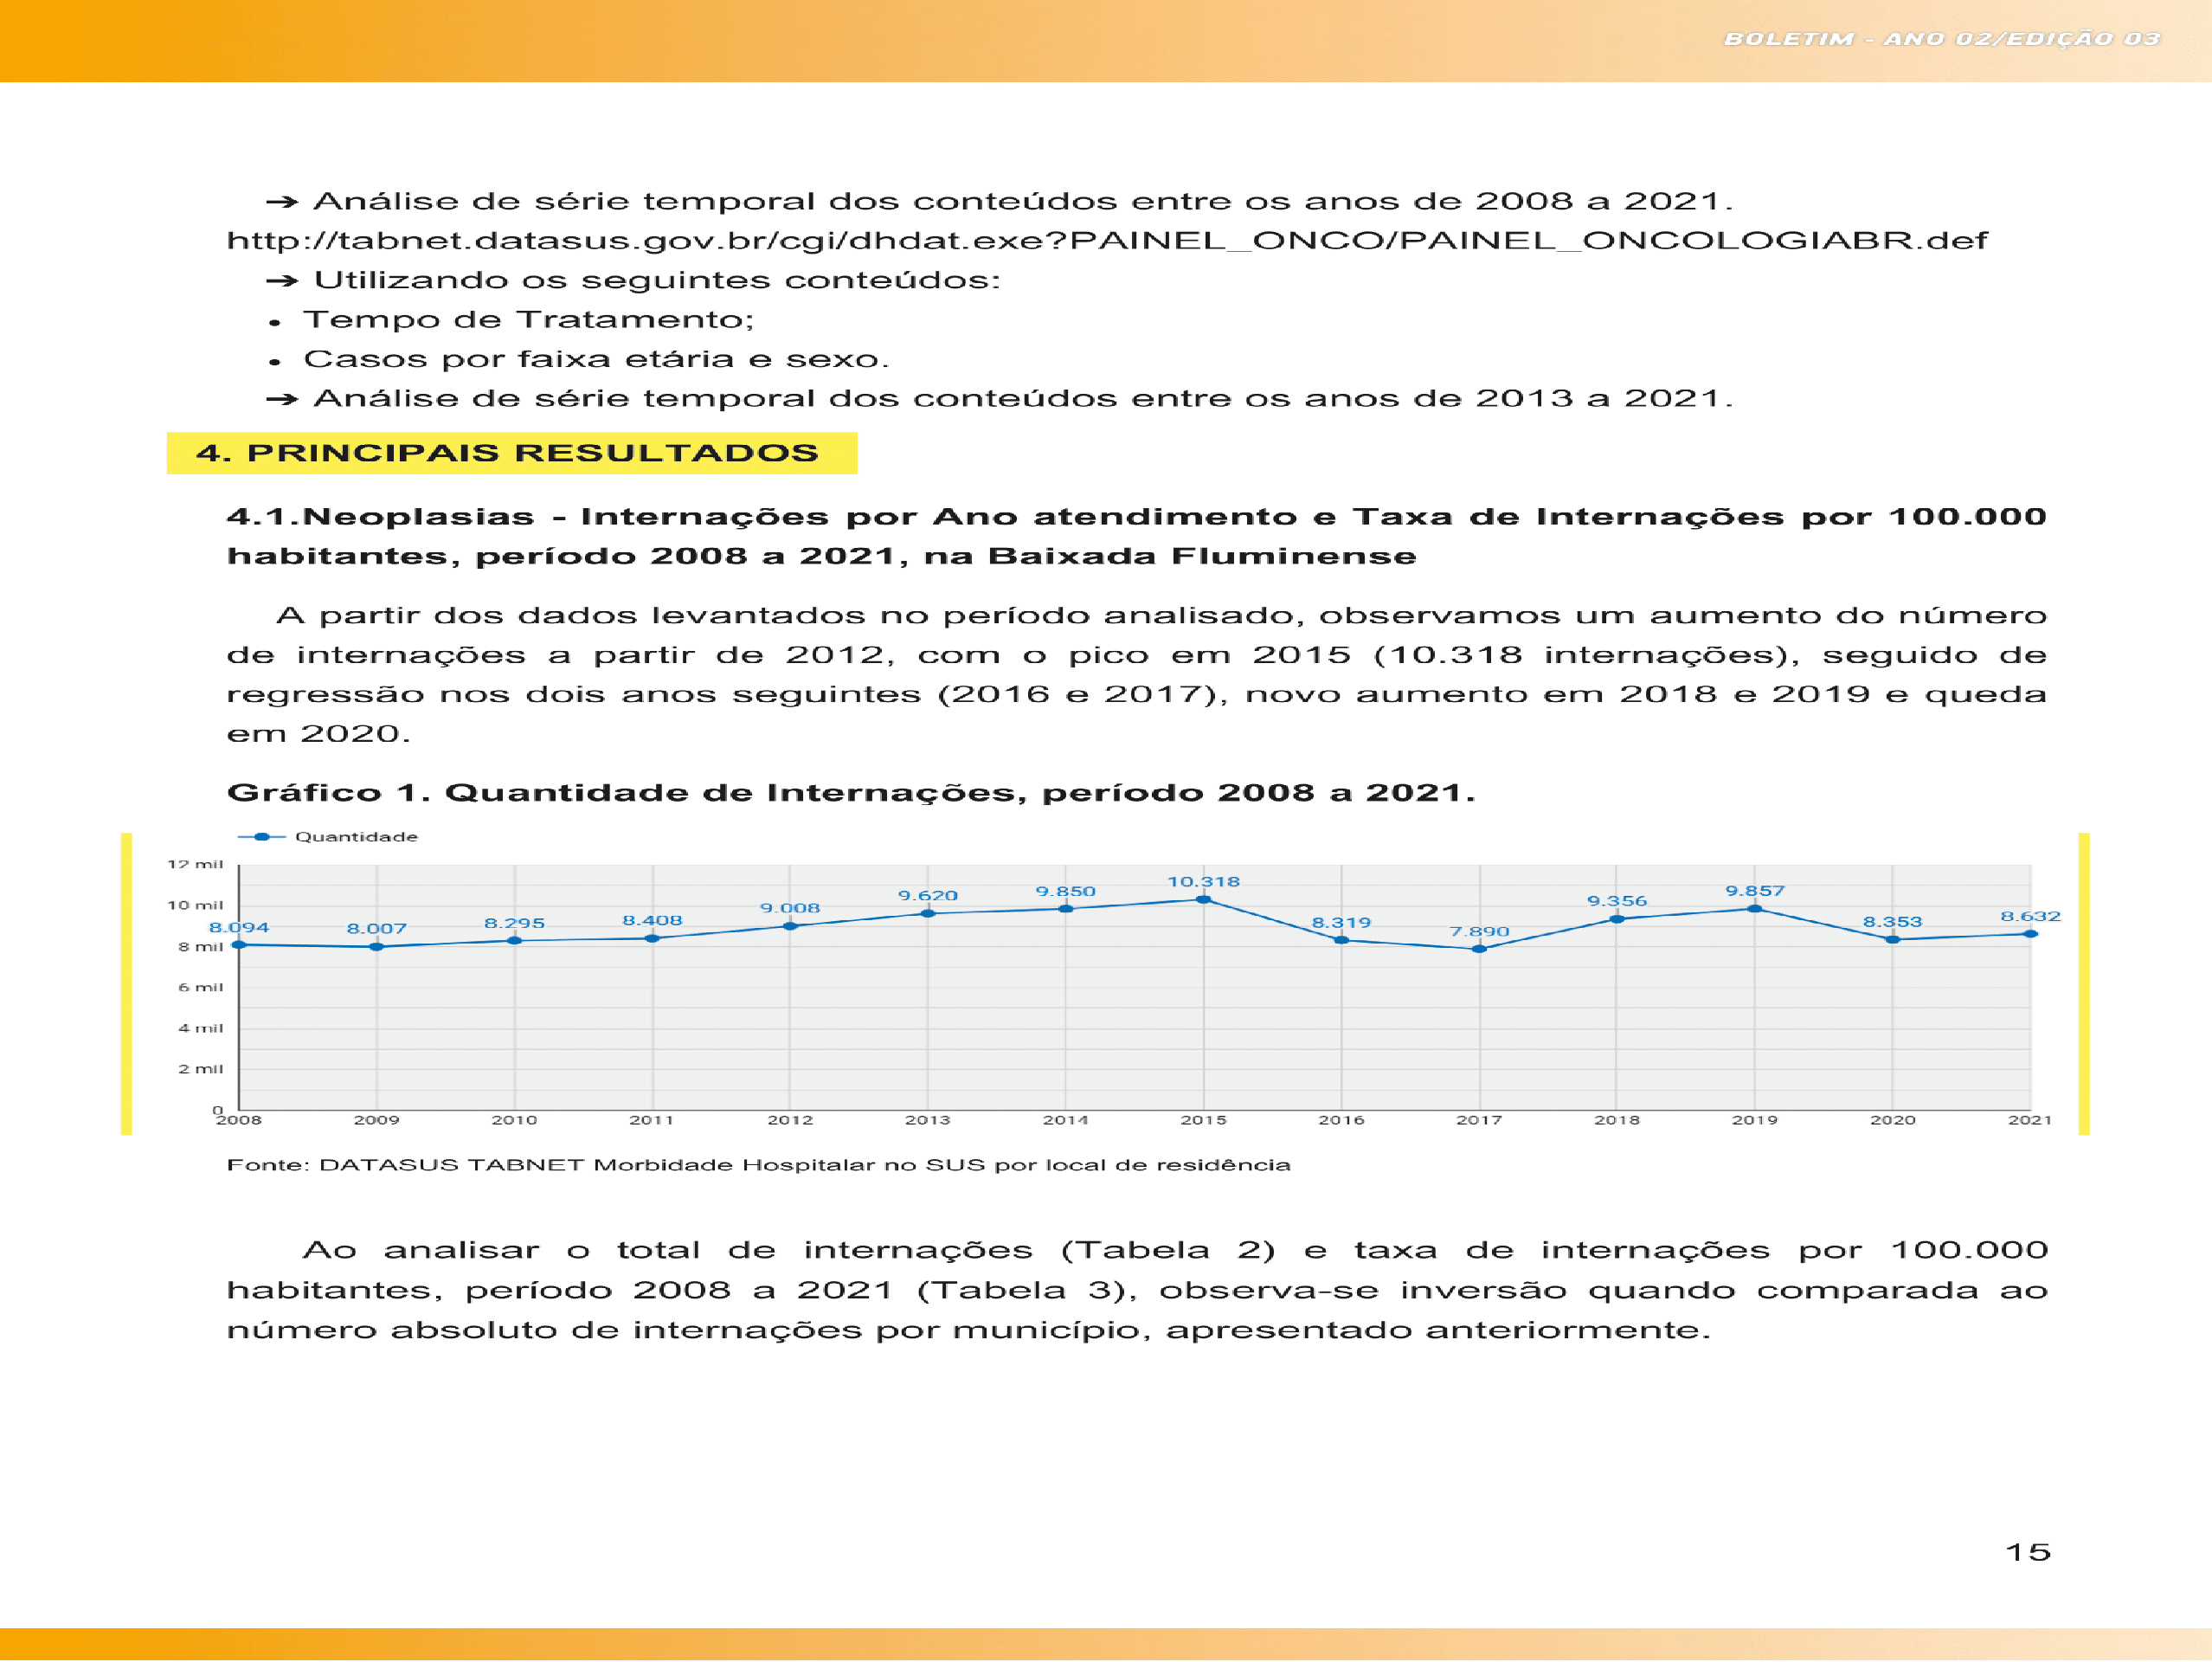 BOLETIM - ANO 02/EDIÇÃO 03
➔ Análise de série temporal dos conteúdos entre os anos de 2008 a 2021.
http://tabnet.datasus.gov.br/cgi/dhdat.exe?PAINEL_ONCO/PAINEL_ONCOLOGIABR.def
➔ Utilizando os seguintes conteúdos:
• Tempo de Tratamento;
• Casos por faixa etária e sexo.
➔ Análise de série temporal dos conteúdos entre os anos de 2013 a 2021.
4. PRINCIPAIS RESULTADOS
4.1.Neoplasias - Internações por Ano atendimento e Taxa de Internações por 100.000
habitantes, período 2008 a 2021, na Baixada Fluminense
A partir dos dados levantados no período analisado, observamos um aumento do número
de internações a partir de 2012, com o pico em 2015 (10.318 internações), seguido de
regressão nos dois anos seguintes (2016 e 2017), novo aumento em 2018 e 2019 e queda
em 2020.
Gráfico 1. Quantidade de Internações, período 2008 a 2021.
Quantidade
12 mil
10 mil
8 mil
6 mil
4 mil
2 mil
0
8.094 8.007 8.295 8.408 9.008 9.620 9.850 10.318 8.319 7.890 9.356 9.857 8.353 8.632
2008 2009 2010 2011 2012 2013 2014 2015 2016 2017 2018 2019 2020 2021
Fonte: DATASUS TABNET Morbidade Hospitalar no SUS por local de residência
Ao analisar o total de internações (Tabela 2) e taxa de internações por 100.000
habitantes, período 2008 a 2021 (Tabela 3), observa-se inversão quando comparada ao
número absoluto de internações por município, apresentado anteriormente.
15